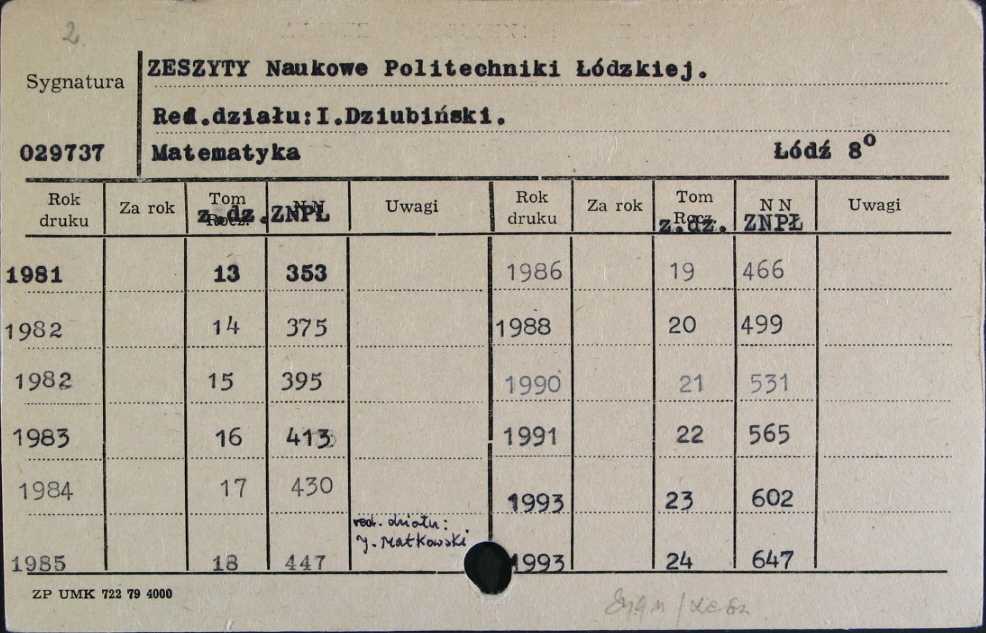 2
ZESZYTY Naukowe Politechniki Łódzkiej.
Sygnatura
Red.działu:I.Dziubiński.
029737 Matematyka Łódź 8º
Rok druku Za rok Tom Rocz. z.dz. N N ZNPŁ Uwagi Rok druku Za rok Tom Rocz. z.dz. N N ZNPŁ Uwagi
1981 13 353 1986 19 466
1982 14 375 1988 20 499
1982 15 395 1990 21 531
1983 16 413 1991 22 565
1984 17 430 1993 23 602
red. działu:
J. Matkowski
1985 18 447 1993 24 647
ZP UMK 722 79 4000